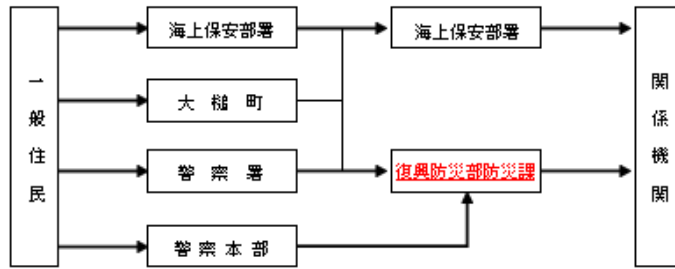 一般住民
海上保安部署
大槌町
警察署
警察本部
海上保安部署
復興防災部防災課
関係機関